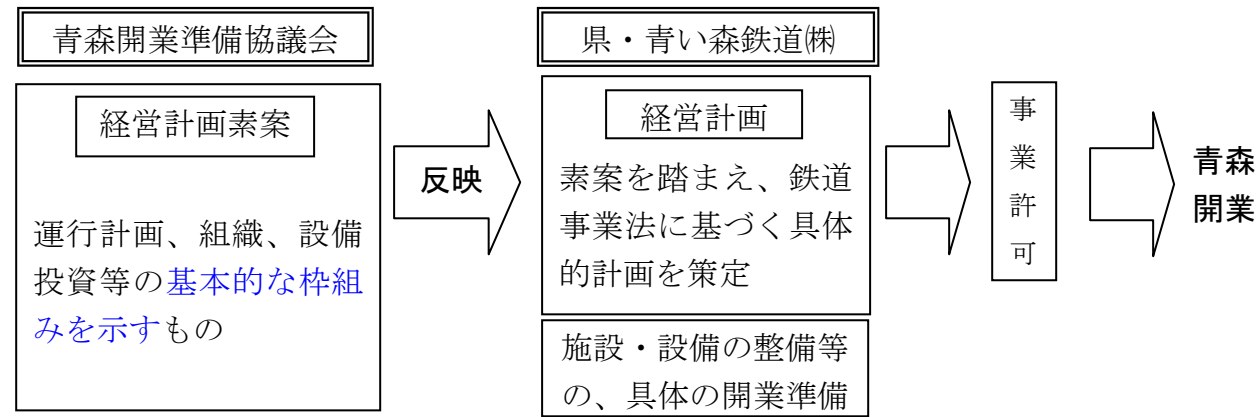 青森開業準備協議会
経営計画素案
運行計画、組織、設備
投資等の基本的な枠組
みを示すもの
反映
県・青い森鉄道㈱
経営計画
素案を踏まえ、鉄道
事業法に基づく具体
的計画を策定
施設・設備の整備等
の、具体の開業準備
事
業
許
可
青森
開業